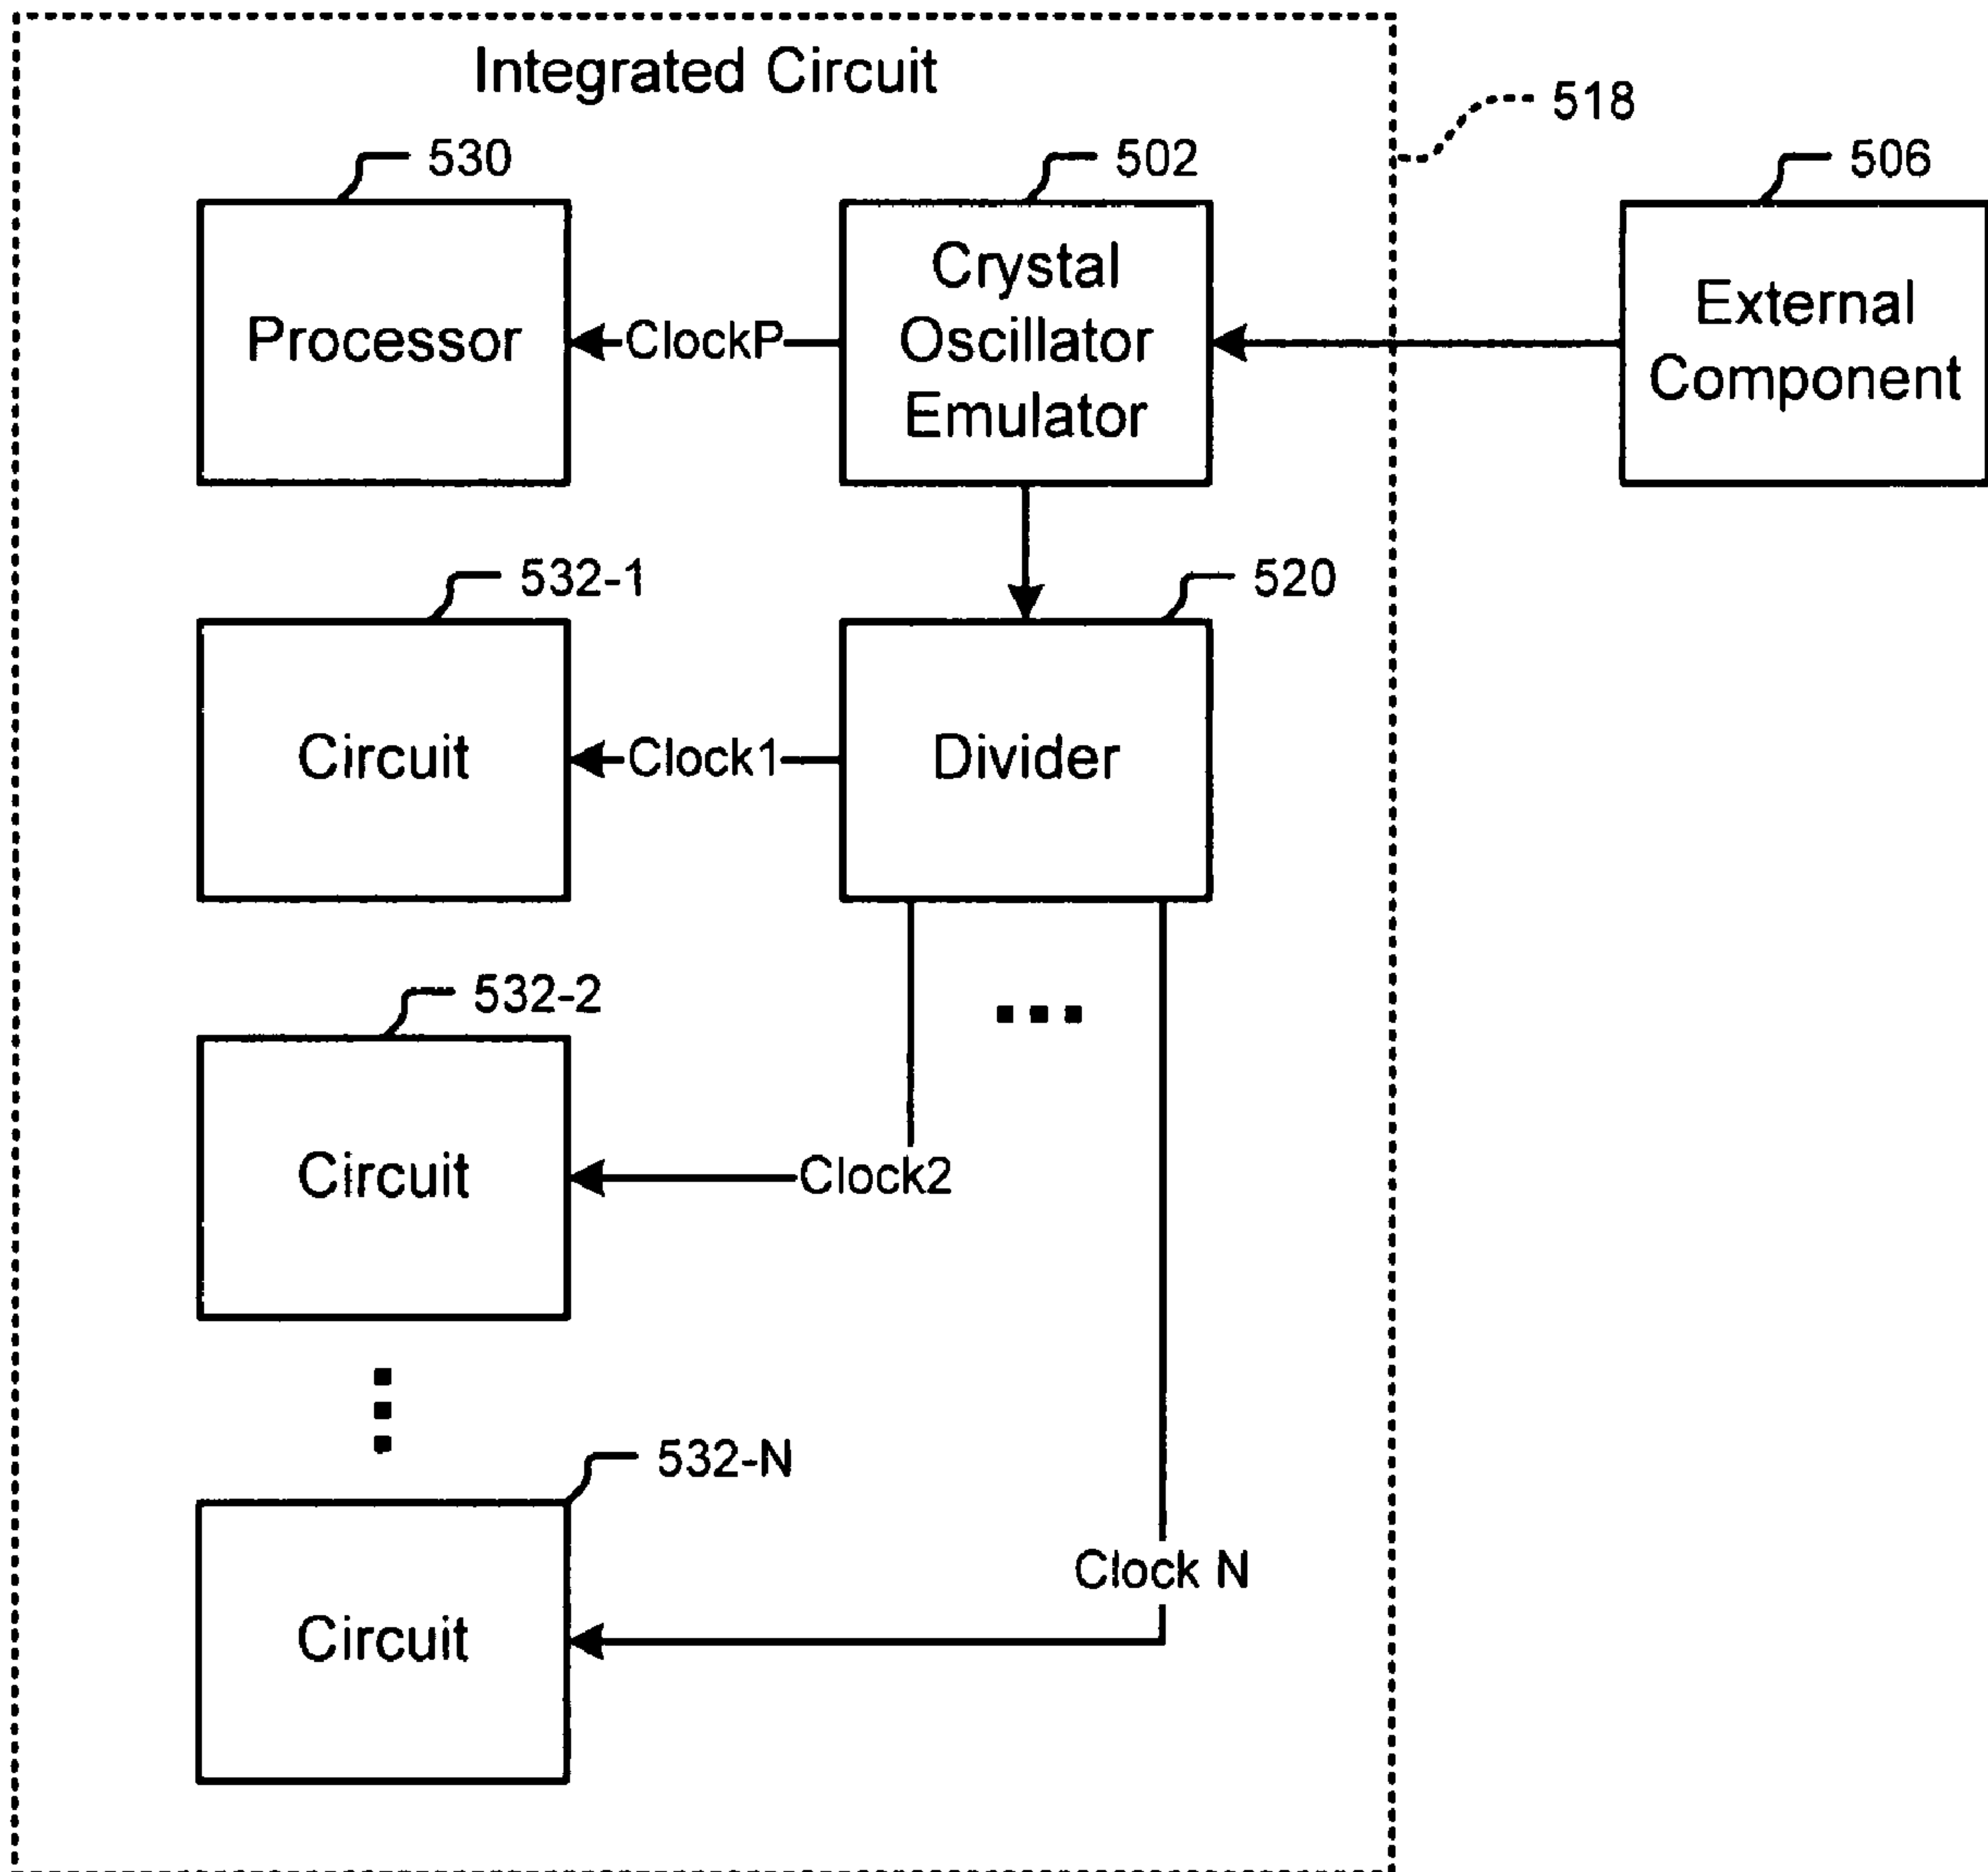 Integrated Circuit
518
530
502
506
Processor
ClockP
Crystal
Oscillator
Emulator
External
Component
532-1
520
Circuit
Clock1
Divider
532-2
Circuit
Clock2
532-N
Clock N
Circuit